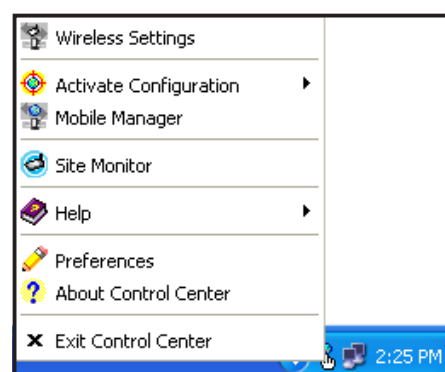 Wireless Settings
Activate Configuration
Mobile Manager
Site Monitor
Help
Preferences
About Control Center
Exit Control Center
2:25 PM